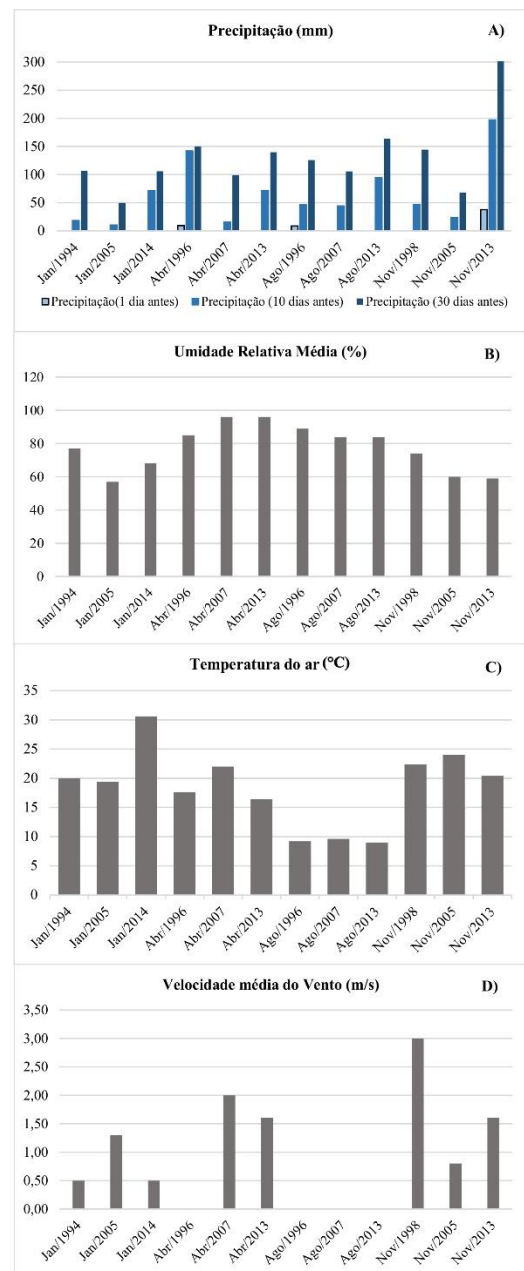 Precipitação (mm)
A)
300
250
200
150
100
50
0
Jan/1994
Jan/2005
Jan/2014
Abr/1996
Abr/2007
Abr/2013
Ago/1996
Ago/2007
Ago/2013
Nov/1998
Nov/2005
Nov/2013
Precipitação(1 dia antes) Precipitação (10 dias antes) Precipitação (30 dias antes)
Umidade Relativa Média (%)
B)
120
100
80
60
40
20
0
Jan/1994
Jan/2005
Jan/2014
Abr/1996
Abr/2007
Abr/2013
Ago/1996
Ago/2007
Ago/2013
Nov/1998
Nov/2005
Nov/2013
Temperatura do ar (°C)
C)
35
30
25
20
15
10
5
0
Jan/1994
Jan/2005
Jan/2014
Abr/1996
Abr/2007
Abr/2013
Ago/1996
Ago/2007
Ago/2013
Nov/1998
Nov/2005
Nov/2013
Velocidade média do Vento (m/s)
D)
3,50
3,00
2,50
2,00
1,50
1,00
0,50
0,00
Jan/1994
Jan/2005
Jan/2014
Abr/1996
Abr/2007
Abr/2013
Ago/1996
Ago/2007
Ago/2013
Nov/1998
Nov/2005
Nov/2013